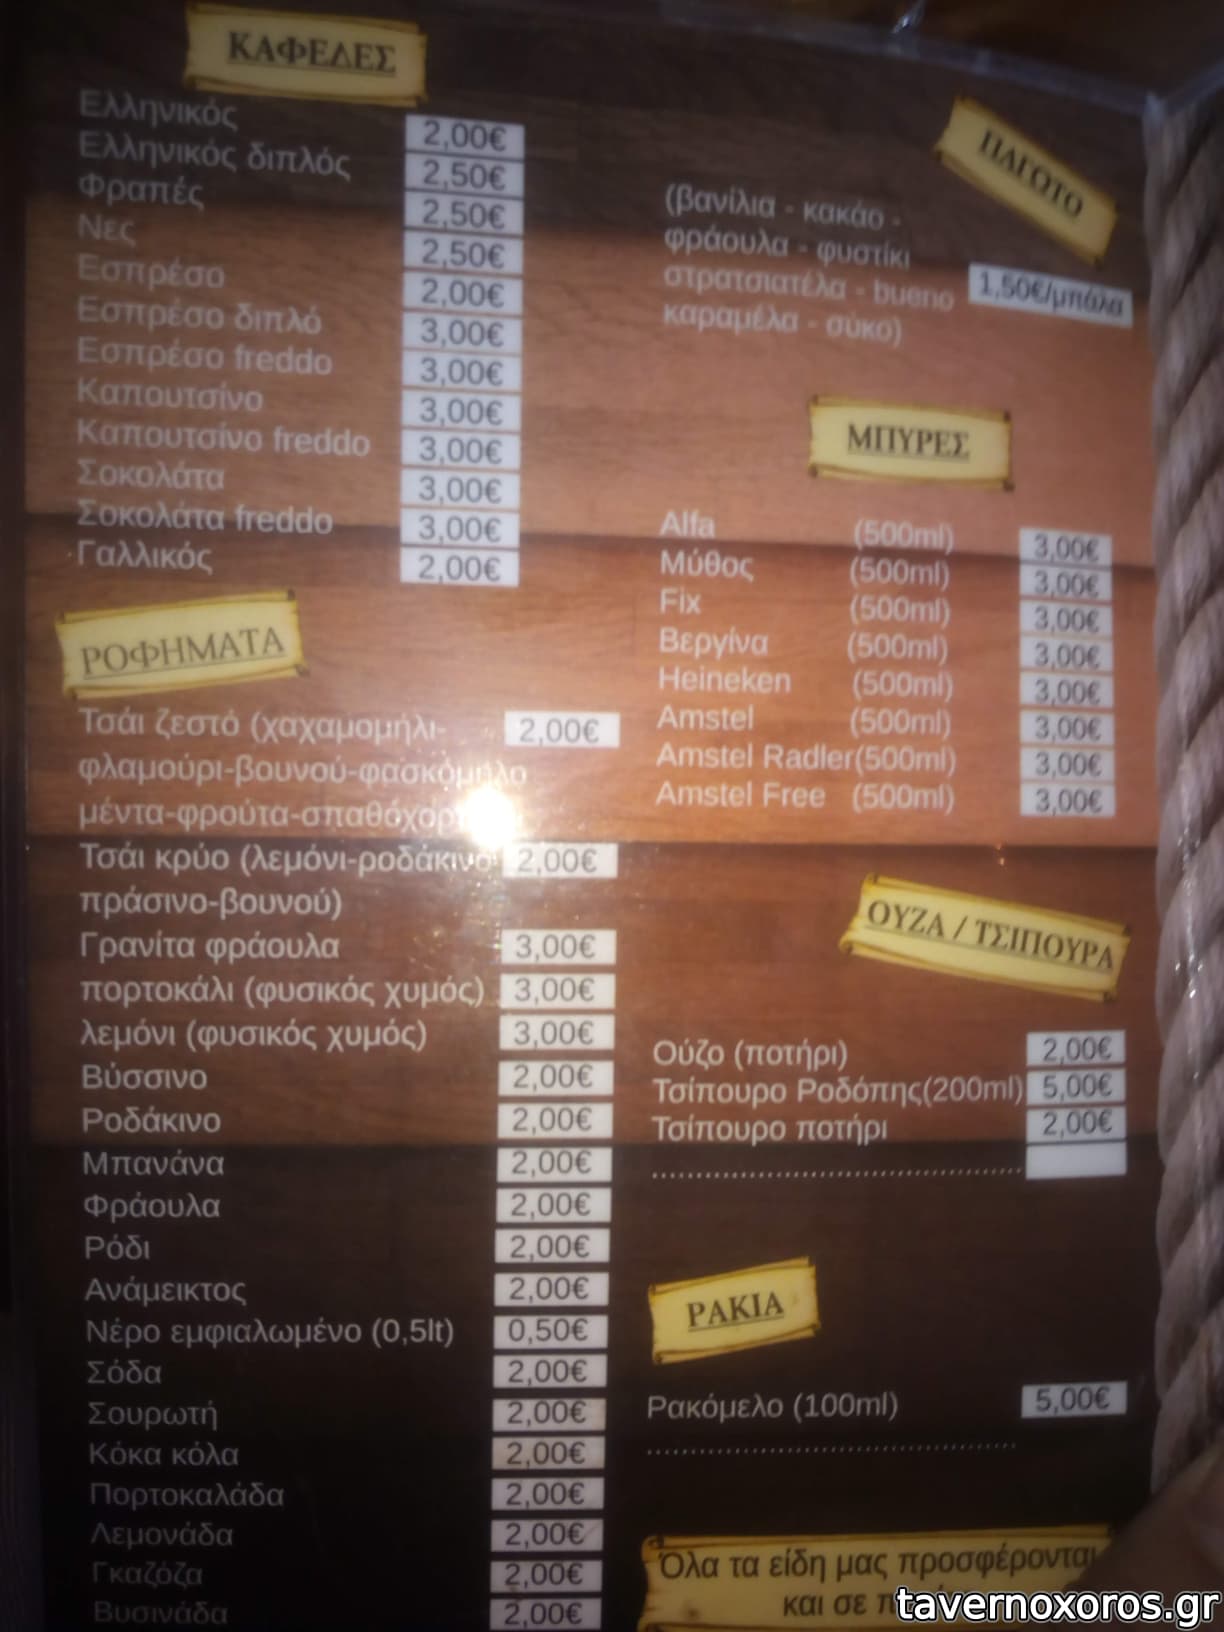 ΚΑΦΕΔΕΣ
Ελληνικός 2,00€
Ελληνικός διπλός 2,50€
Φραπές 2,50€
Νες 2,50€
Εσπρέσο 2,00€
Εσπρέσο διπλό 3,00€
Εσπρέσο freddo 3,00€
Καπουτσίνο 3,00€
Καπουτσίνο freddo 3,00€
Σοκολάτα 3,00€
Σοκολάτα freddo 3,00€
Γαλλικός 2,00€
ΡΟΦΗΜΑΤΑ
Τσάι ζεστό (χαχαμομήλι- 2,00€
φλαμούρι-βουνού-φασκόμηλο
μέντα-φρούτα-
Τσάι κρύο (λεμόνι-ροδάκινο 2,00€
πράσινο-βουνού)
Γρανίτα φράουλα 3,00€
πορτοκάλι (φυσικός χυμός) 3,00€
λεμόνι (φυσικός χυμός) 3,00€
Βύσσινο 2,00€
Ροδάκινο 2,00€
Μπανάνα 2,00€
Φράουλα 2,00€
Ρόδι 2,00€
Ανάμεικτος 2,00€
Νέρο εμφιαλωμένο (0,5lt) 0,50€
Σόδα 2,00€
Σουρωτή 2,00€
Κόκα κόλα 2,00€
Πορτοκαλάδα 2,00€
Λεμονάδα 2,00€
Γκαζόζα 2,00€
Βυσινάδα 2,00€
ΠΑΓΩΤΟ
(βανίλια - κακάο -
φράουλα - φυστίκι
στρατσιατέλα - bueno 1,50€/μπάλα
καραμέλα - σύκο)
ΜΠΥΡΕΣ
Alfa (500ml) 3,00€
Μύθος (500ml) 3,00€
Fix (500ml) 3,00€
Βεργίνα (500ml) 3,00€
Heineken (500ml) 3,00€
Amstel (500ml) 3,00€
Amstel Radler(500ml) 3,00€
Amstel Free (500ml) 3,00€
ΟΥΖΑ / ΤΣΙΠΟΥΡΑ
Ούζο (ποτήρι) 2,00€
Τσίπουρο Ροδόπης(200ml) 5,00€
Τσίπουρο ποτήρι 2,00€
ΡΑΚΙΑ
Ρακόμελο (100ml) 5,00€
Όλα τα είδη μας προσφέρονται
και σε
tavernoxoros.gr